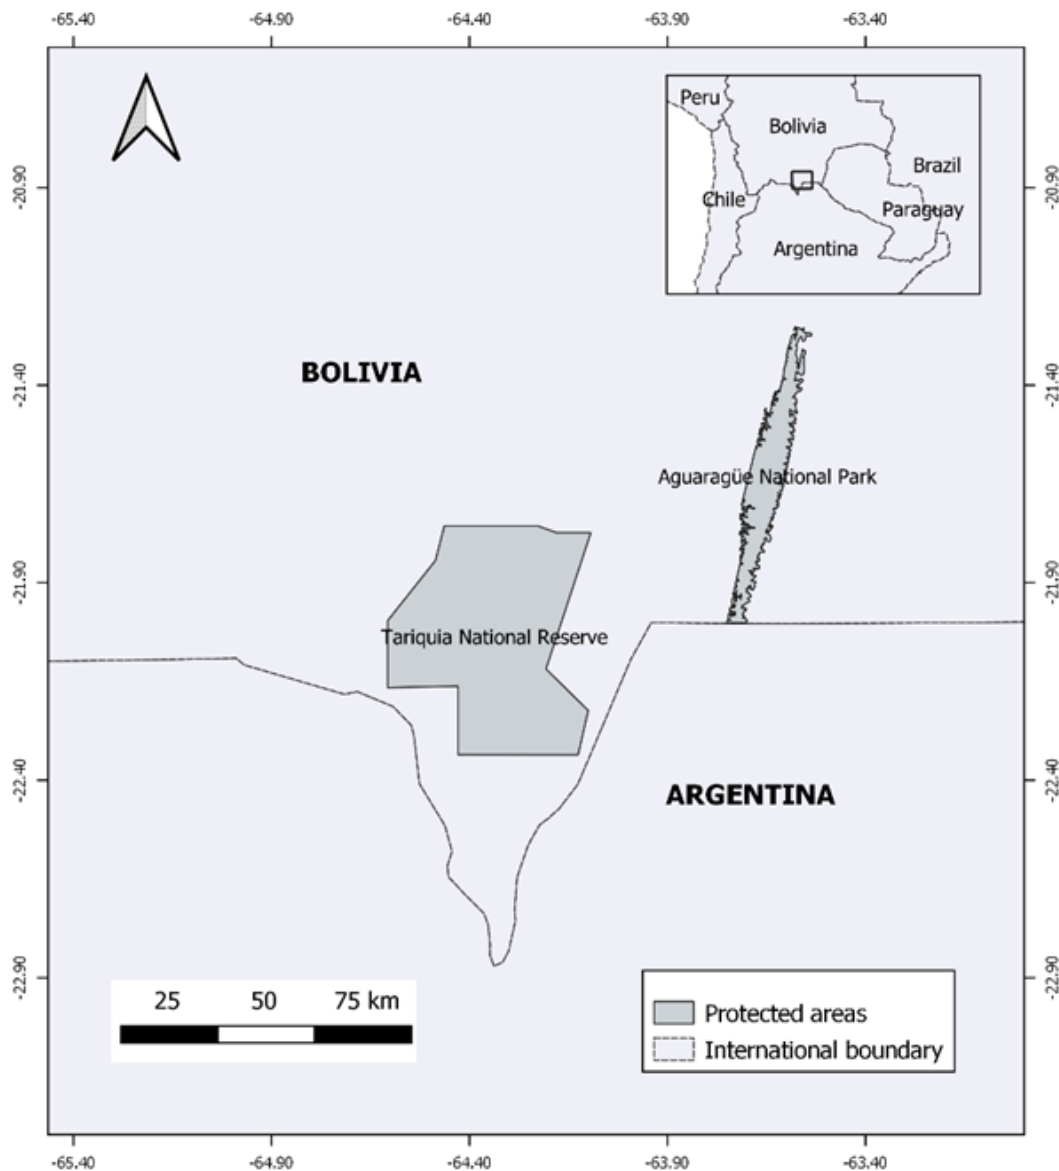 -65.40 -64.90 -64.40 -63.90 -63.40
Peru
Bolivia
Brazil
Chile
Paraguay
Argentina
-20.90 -20.90
BOLIVIA
-21.40 -21.40
Aguaragüe National Park
-21.90 -21.90
Tariquia National Reserve
-22.40 -22.40
ARGENTINA
-22.90 -22.90
25 50 75 km
Protected areas
International boundary
-65.40 -64.90 -64.40 -63.90 -63.40